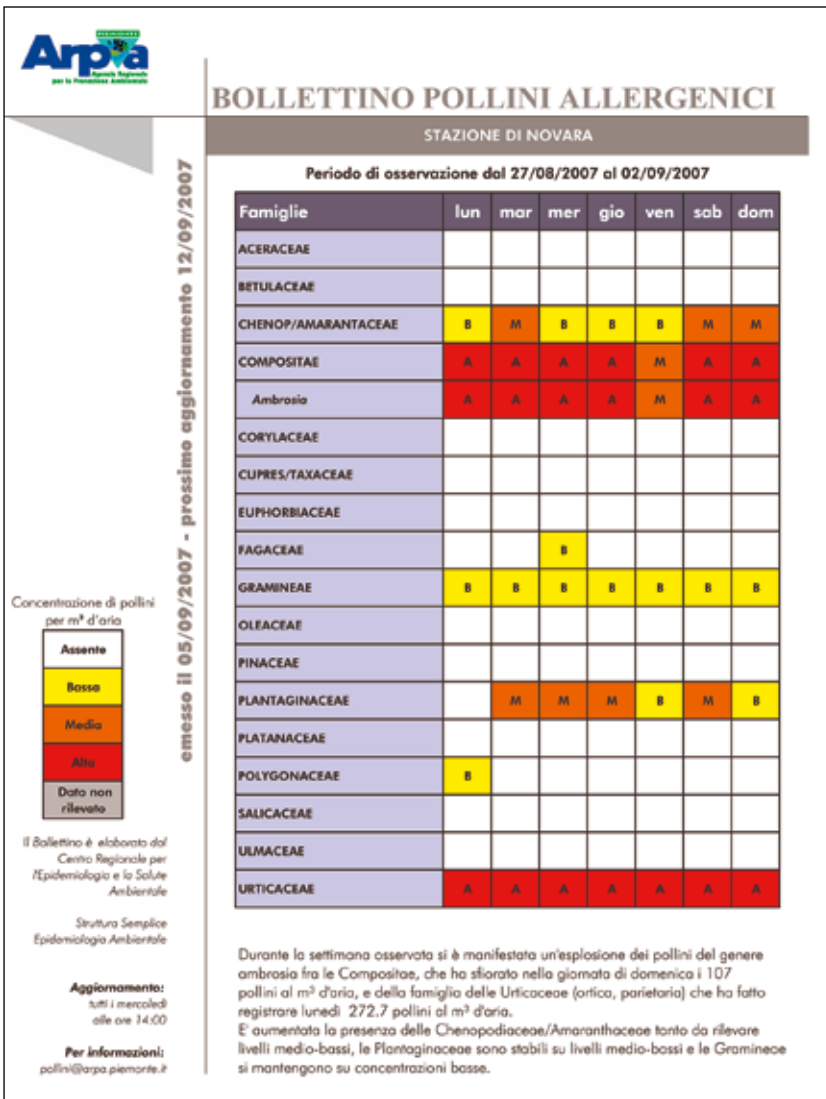 PIEMONTE
Arpa
Agenzia Regionale
per la Protezione Ambientale
BOLLETTINO POLLINI ALLERGENICI
STAZIONE DI NOVARA
Periodo di osservazione dal 27/08/2007 al 02/09/2007
emesso il 05/09/2007 - prossimo aggiornamento 12/09/2007
Famiglie lun mar mer gio ven sab dom
ACERACEAE
BETULACEAE
CHENOP/AMARANTACEAE B M B B B M M
COMPOSITAE A A A A M A A
Ambrosia A A A A M A A
CORYLACEAE
CUPRES/TAXACEAE
EUPHORBIACEAE
FAGACEAE B
GRAMINEAE B B B B B B B
OLEACEAE
PINACEAE
PLANTAGINACEAE M M M B M B
PLATANACEAE
POLYGONACEAE B
SALICACEAE
ULMACEAE
URTICACEAE A A A A A A A
Concentrazione di pollini
per m³ d'aria
Assente
Bassa
Media
Alta
Dato non
rilevato
Il Bollettino è elaborato dal
Centro Regionale per
l'Epidemiologia e la Salute
Ambientale
Struttura Semplice
Epidemiologia Ambientale
Aggiornamento:
tutti i mercoledì
alle ore 14:00
Per informazioni:
pollini@arpa.piemonte.it
Durante la settimana osservata si è manifestata un'esplosione dei pollini del genere
ambrosia fra le Compositae, che ha sfiorato nella giornata di domenica i 107
pollini al m³ d'aria, e della famiglia delle Urticaceae (ortica, parietaria) che ha fatto
registrare lunedì 272.7 pollini al m³ d'aria.
E' aumentata la presenza delle Chenopodiaceae/Amaranthaceae tanto da rilevare
livelli medio-bassi, le Plantaginaceae sono stabili su livelli medio-bassi e le Gramineae
si mantengono su concentrazioni basse.